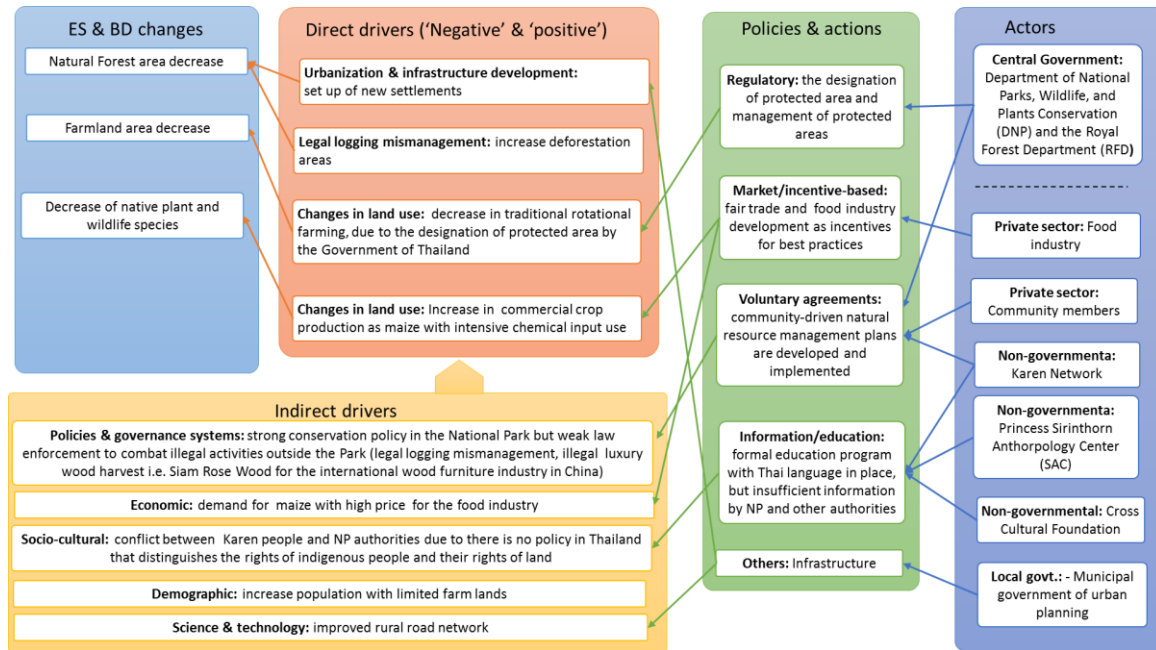 ES & BD changes
Natural Forest area decrease
Farmland area decrease
Decrease of native plant and
wildlife species
Direct drivers (‘Negative’ & ‘positive’)
Urbanization & infrastructure development:
set up of new settlements
Legal logging mismanagement: increase deforestation
areas
Changes in land use: decrease in traditional rotational
farming, due to the designation of protected area by
the Government of Thailand
Changes in land use: Increase in commercial crop
production as maize with intensive chemical input use
Indirect drivers
Policies & governance systems: strong conservation policy in the National Park but weak law
enforcement to combat illegal activities outside the Park (legal logging mismanagement, illegal luxury
wood harvest i.e. Siam Rose Wood for the international wood furniture industry in China)
Economic: demand for maize with high price for the food industry
Socio-cultural: conflict between Karen people and NP authorities due to there is no policy in Thailand
that distinguishes the rights of indigenous people and their rights of land
Demographic: increase population with limited farm lands
Science & technology: improved rural road network
Policies & actions
Regulatory: the designation
of protected area and
management of protected
areas
Market/incentive-based:
fair trade and food industry
development as incentives
for best practices
Voluntary agreements:
community-driven natural
resource management plans
are developed and
implemented
Information/education:
formal education program
with Thai language in place,
but insufficient information
by NP and other authorities
Others: Infrastructure
Actors
Central Government:
Department of National
Parks, Wildlife, and
Plants Conservation
(DNP) and the Royal
Forest Department (RFD)
Private sector: Food
industry
Private sector:
Community members
Non-governmenta:
Karen Network
Non-governmenta:
Princess Sirinthorn
Anthorpology Center
(SAC)
Non-governmental: Cross
Cultural Foundation
Local govt.: - Municipal
government of urban
planning